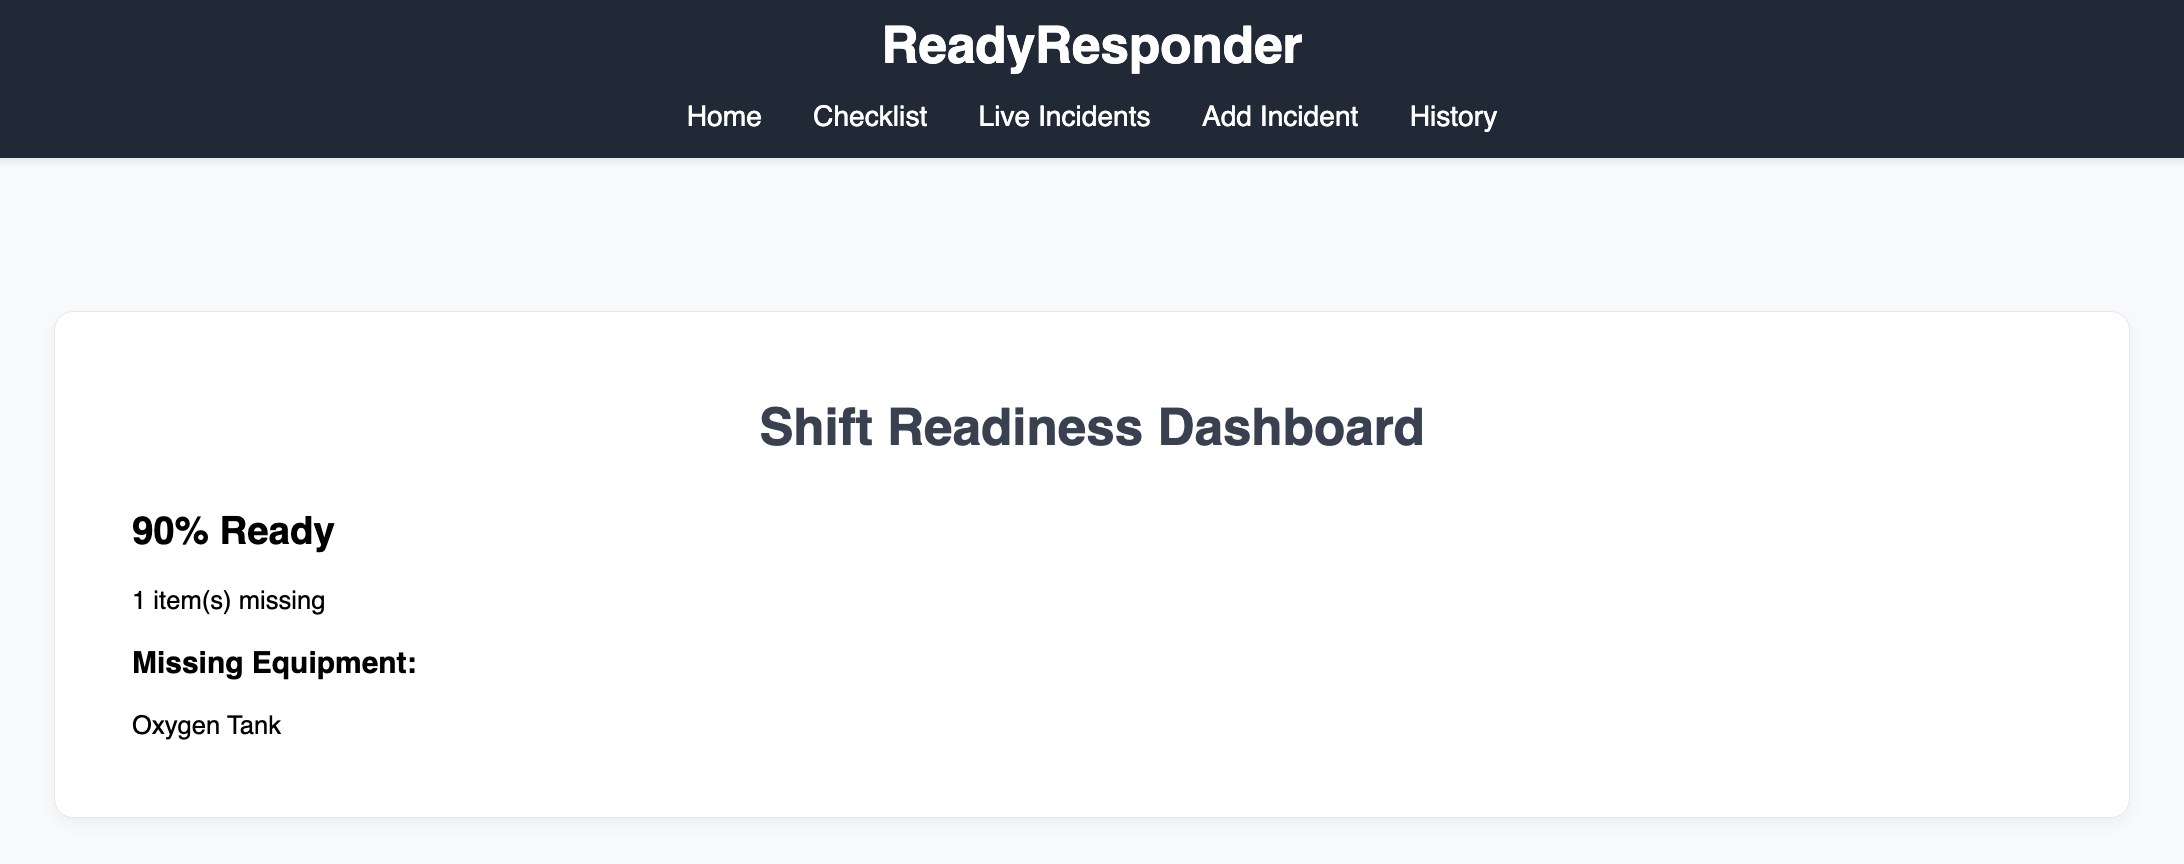 ReadyResponder
Home Checklist Live Incidents Add Incident History
Shift Readiness Dashboard
90% Ready
1 item(s) missing
Missing Equipment:
Oxygen Tank